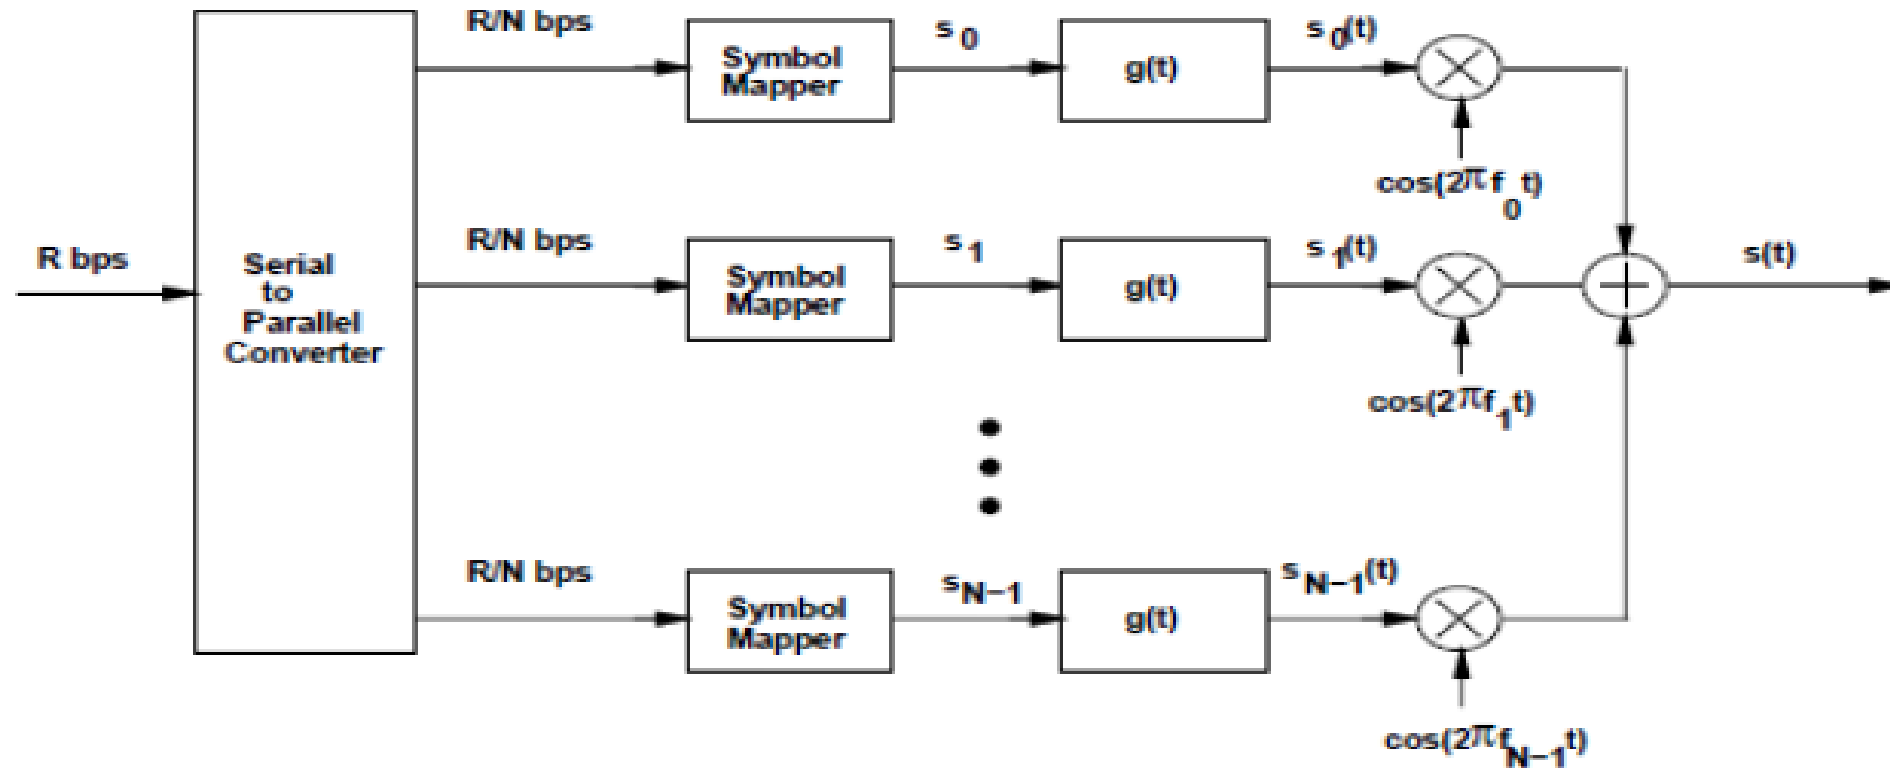 R bps
Serial
to
Parallel
Converter
R/N bps
Symbol
Mapper
s0
g(t)
s0(t)
cos(2πf0t)
R/N bps
Symbol
Mapper
s1
g(t)
s1(t)
cos(2πf1t)
s(t)
R/N bps
Symbol
Mapper
sN−1
g(t)
sN−1(t)
cos(2πfN−1t)